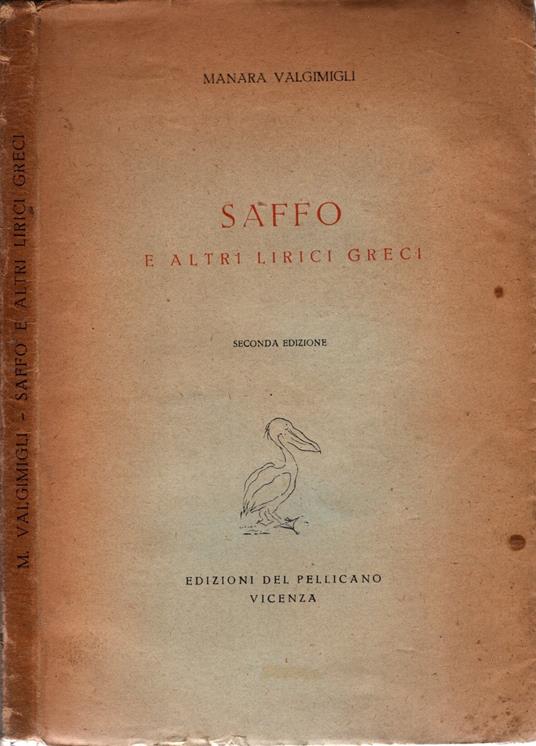 MANARA VALGIMIGLI
SAFFO
E ALTRI LIRICI GRECI
SECONDA EDIZIONE
EDIZIONI DEL PELLICANO
VICENZA
M. VALGIMIGLI - SAFFO E ALTRI LIRICI GRECI